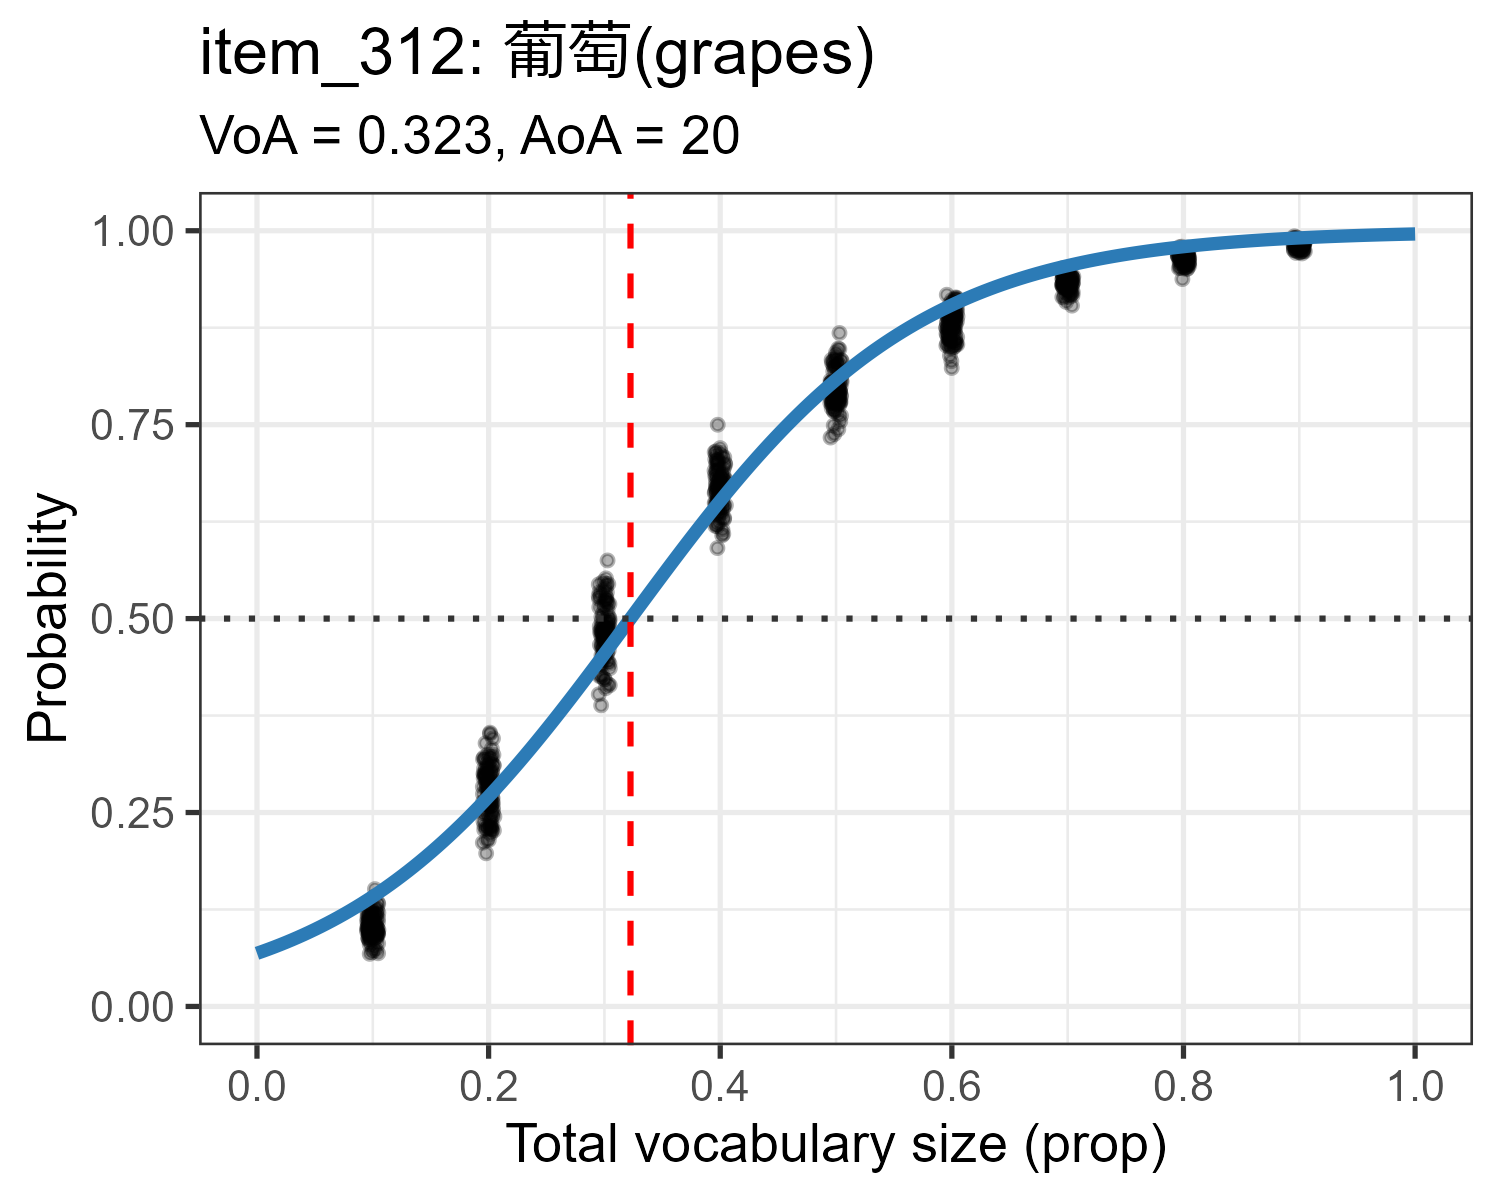 item_312: 葡萄(grapes)
VoA = 0.323, AoA = 20
1.00
0.75
0.50
0.25
0.00
Probability
0.0 0.2 0.4 0.6 0.8 1.0
Total vocabulary size (prop)